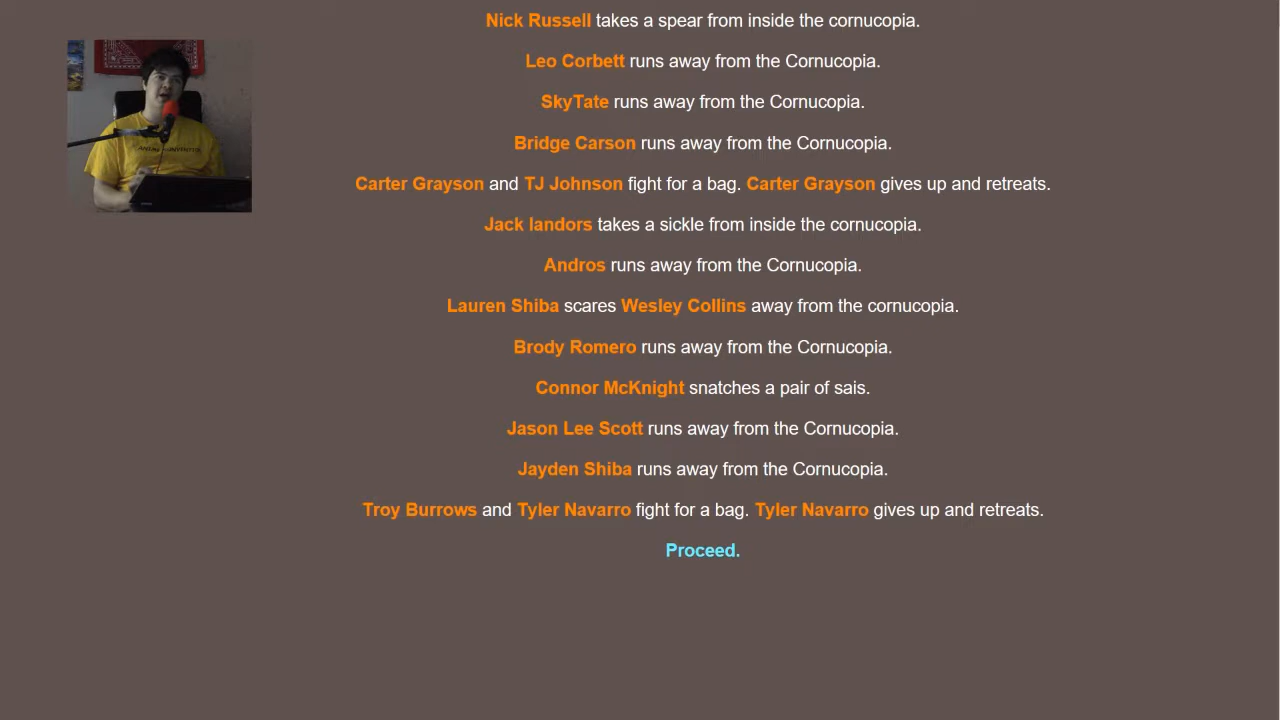 Nick Russell takes a spear from inside the cornucopia.
Leo Corbett runs away from the Cornucopia.
SkyTate runs away from the Cornucopia.
Bridge Carson runs away from the Cornucopia.
Carter Grayson and TJ Johnson fight for a bag. Carter Grayson gives up and retreats.
Jack landors takes a sickle from inside the cornucopia.
Andros runs away from the Cornucopia.
Lauren Shiba scares Wesley Collins away from the cornucopia.
Brody Romero runs away from the Cornucopia.
Connor McKnight snatches a pair of sais.
Jason Lee Scott runs away from the Cornucopia.
Jayden Shiba runs away from the Cornucopia.
Troy Burrows and Tyler Navarro fight for a bag. Tyler Navarro gives up and retreats.
Proceed.